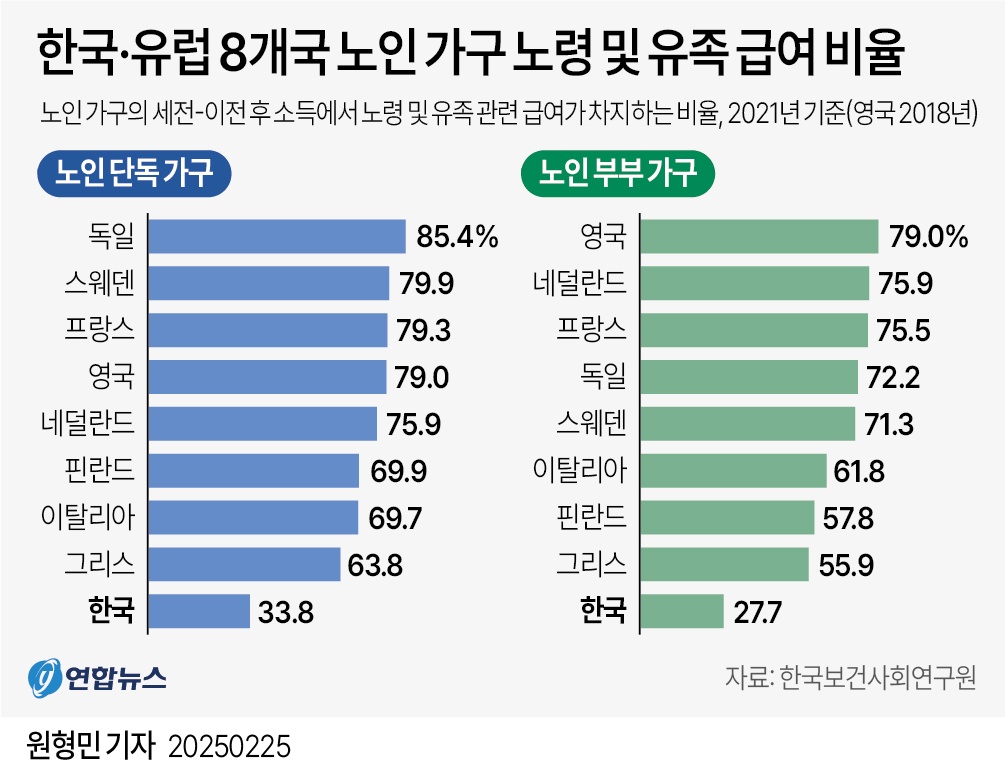 한국·유럽 8개국 노인 가구 노령 및 유족 급여 비율
노인 가구의 세전-이전 후 소득에서 노령 및 유족 관련 급여가 차지하는 비율, 2021년 기준(영국 2018년)
노인 단독 가구
독일 85.4%
스웨덴 79.9
프랑스 79.3
영국 79.0
네덜란드 75.9
핀란드 69.9
이탈리아 69.7
그리스 63.8
한국 33.8
노인 부부 가구
영국 79.0%
네덜란드 75.9
프랑스 75.5
독일 72.2
스웨덴 71.3
이탈리아 61.8
핀란드 57.8
그리스 55.9
한국 27.7
y 연합뉴스
자료: 한국보건사회연구원
원형민 기자 20250225